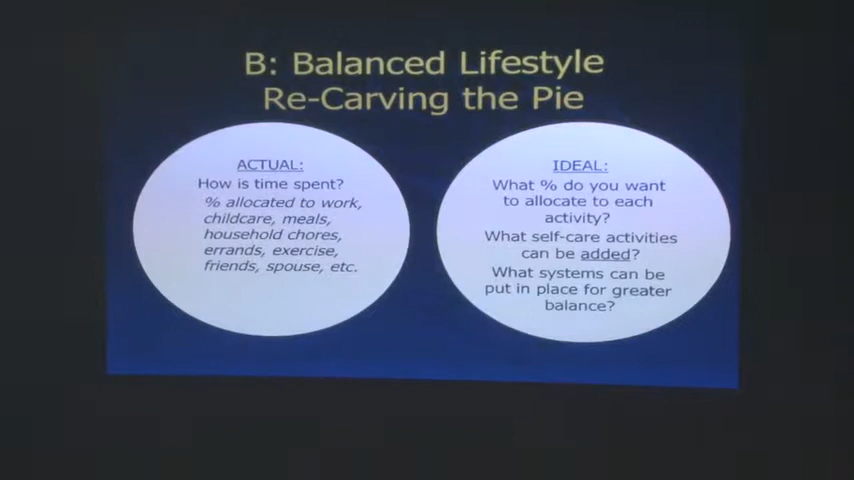 B: Balanced Lifestyle
Re-Carving the Pie
ACTUAL:
How is time spent?
% allocated to work,
childcare, meals,
household chores,
errands, exercise,
friends, spouse, etc.
IDEAL:
What % do you want
to allocate to each
activity?
What self-care activities
can be added?
What systems can be
put in place for greater
balance?